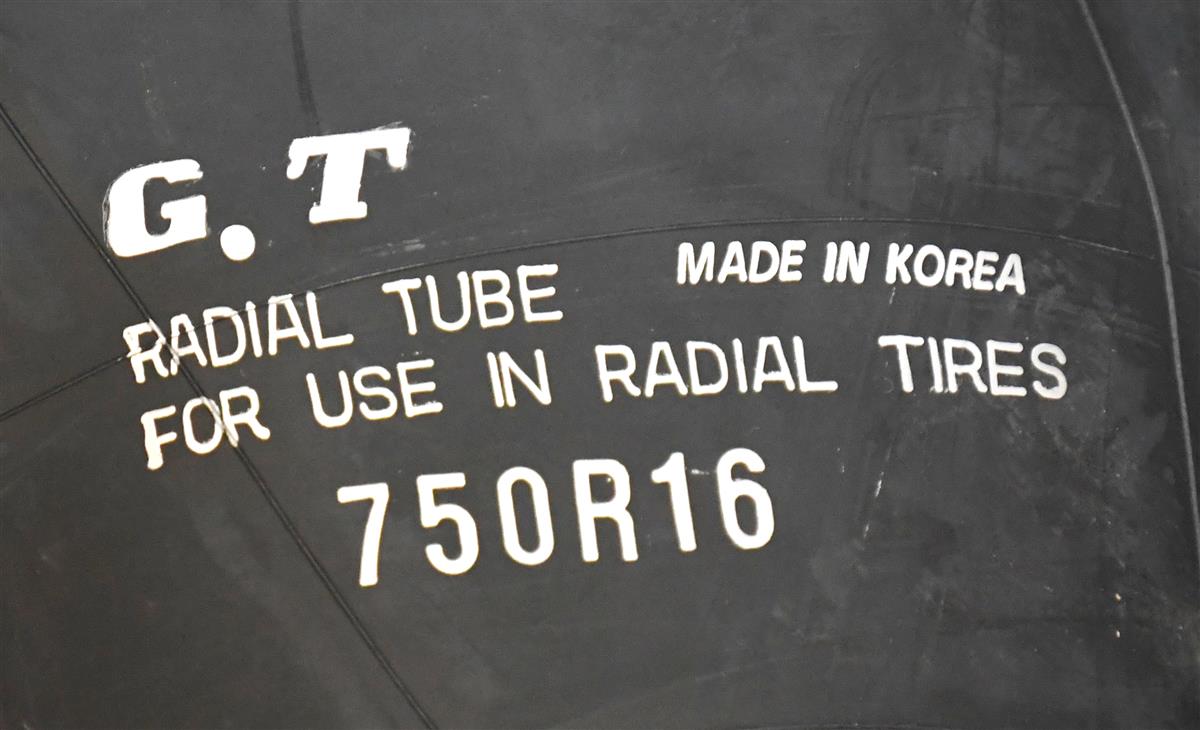 G.T
MADE IN KOREA
RADIAL TUBE
FOR USE IN RADIAL TIRES
750R16